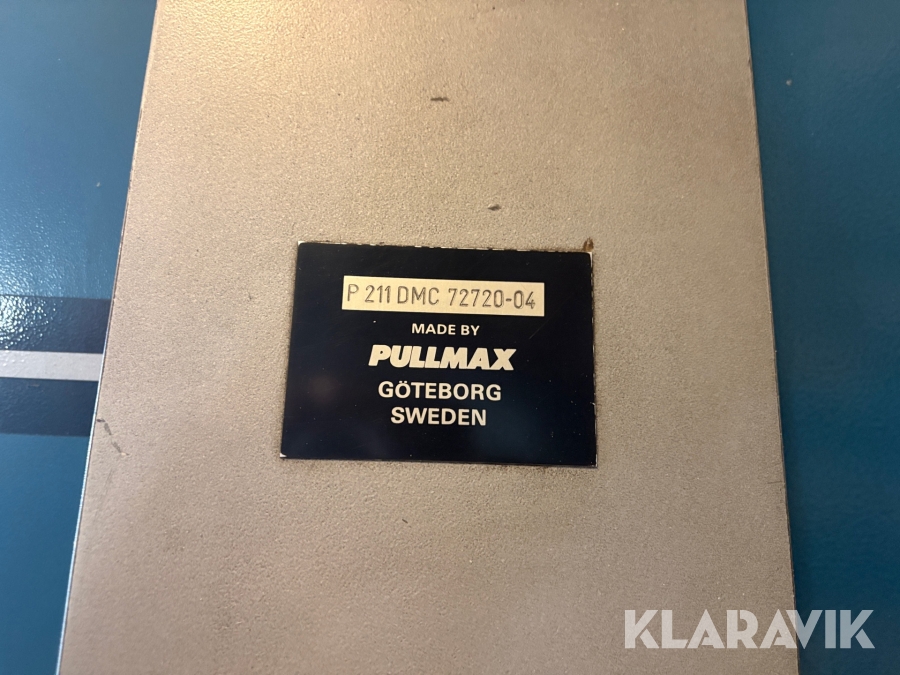 P 211 DMC 72720-04
MADE BY
PULLMAX
GÖTEBORG
SWEDEN
KLARAVIK